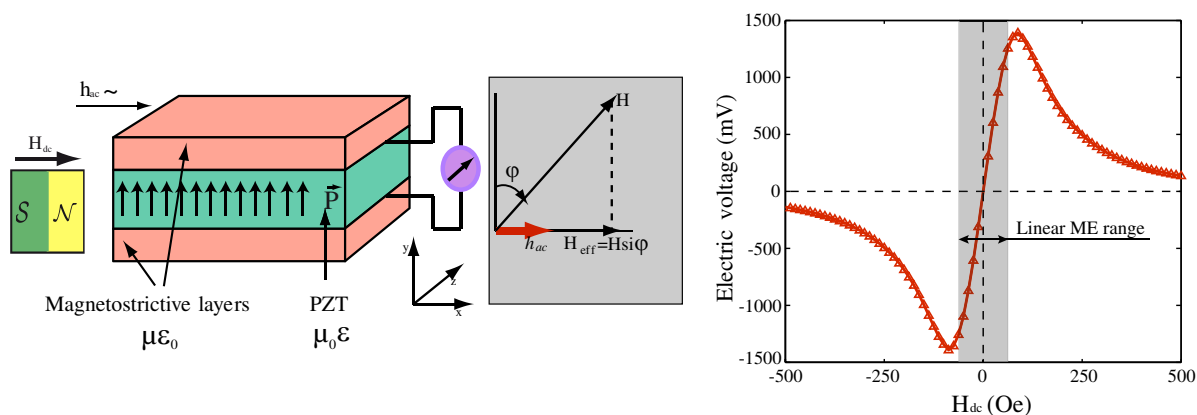 h_ac ~
H_dc
S N
P
Magnetostrictive layers
με₀
PZT
μ₀ε
y
z
x
H
φ
h_ac
H_eff=Hsiφ
Electric voltage (mV)
1500
1000
500
0
-500
-1000
-1500
Linear ME range
-500 -250 0 250 500
H_dc (Oe)